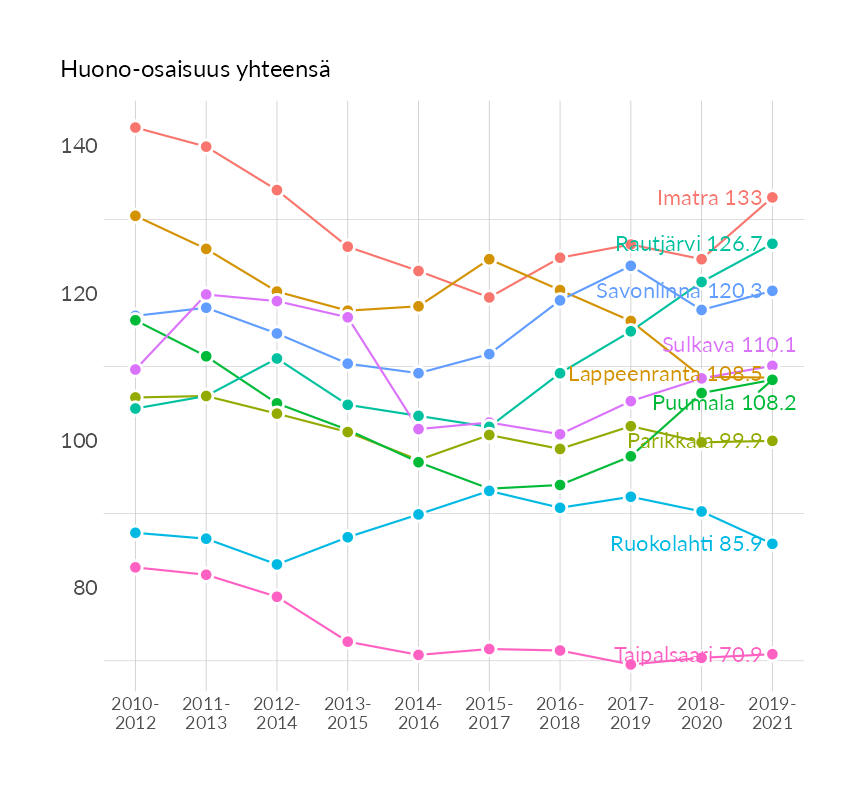 Huono-osaisuus yhteensä
140
Imatra 133
Rautjärvi 126.7
120
Savonlinna 120.3
Sulkava 110.1
Lappeenranta 108.5
Puumala 108.2
100
Parikkala 99.9
Ruokolahti 85.9
80
Taipalsaari 70.9
2010- 2011- 2012- 2013- 2014- 2015- 2016- 2017- 2018- 2019-
2012 2013 2014 2015 2016 2017 2018 2019 2020 2021